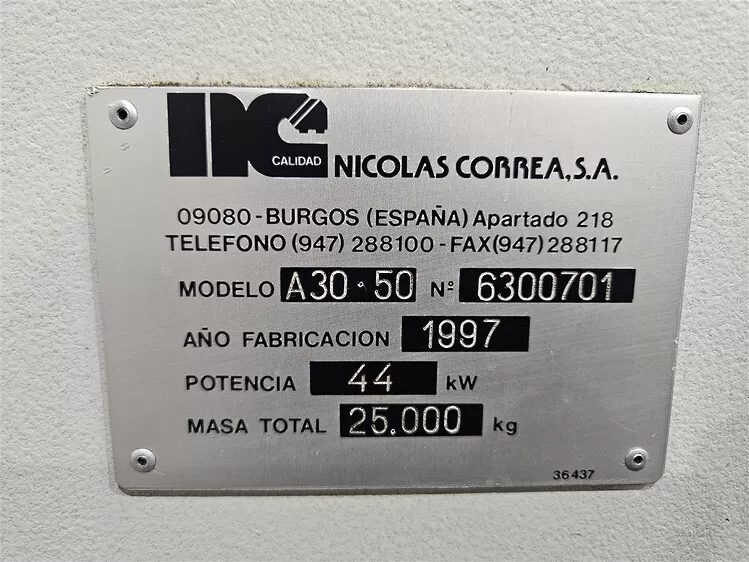 NC
CALIDAD NICOLAS CORREA, S.A.
09080-BURGOS (ESPAÑA) Apartado 218
TELEFONO (947) 288100-FAX(947) 288117
MODELO A30·50 Nº 6300701
AÑO FABRICACION 1997
POTENCIA 44 kW
MASA TOTAL 25.000 kg
36437